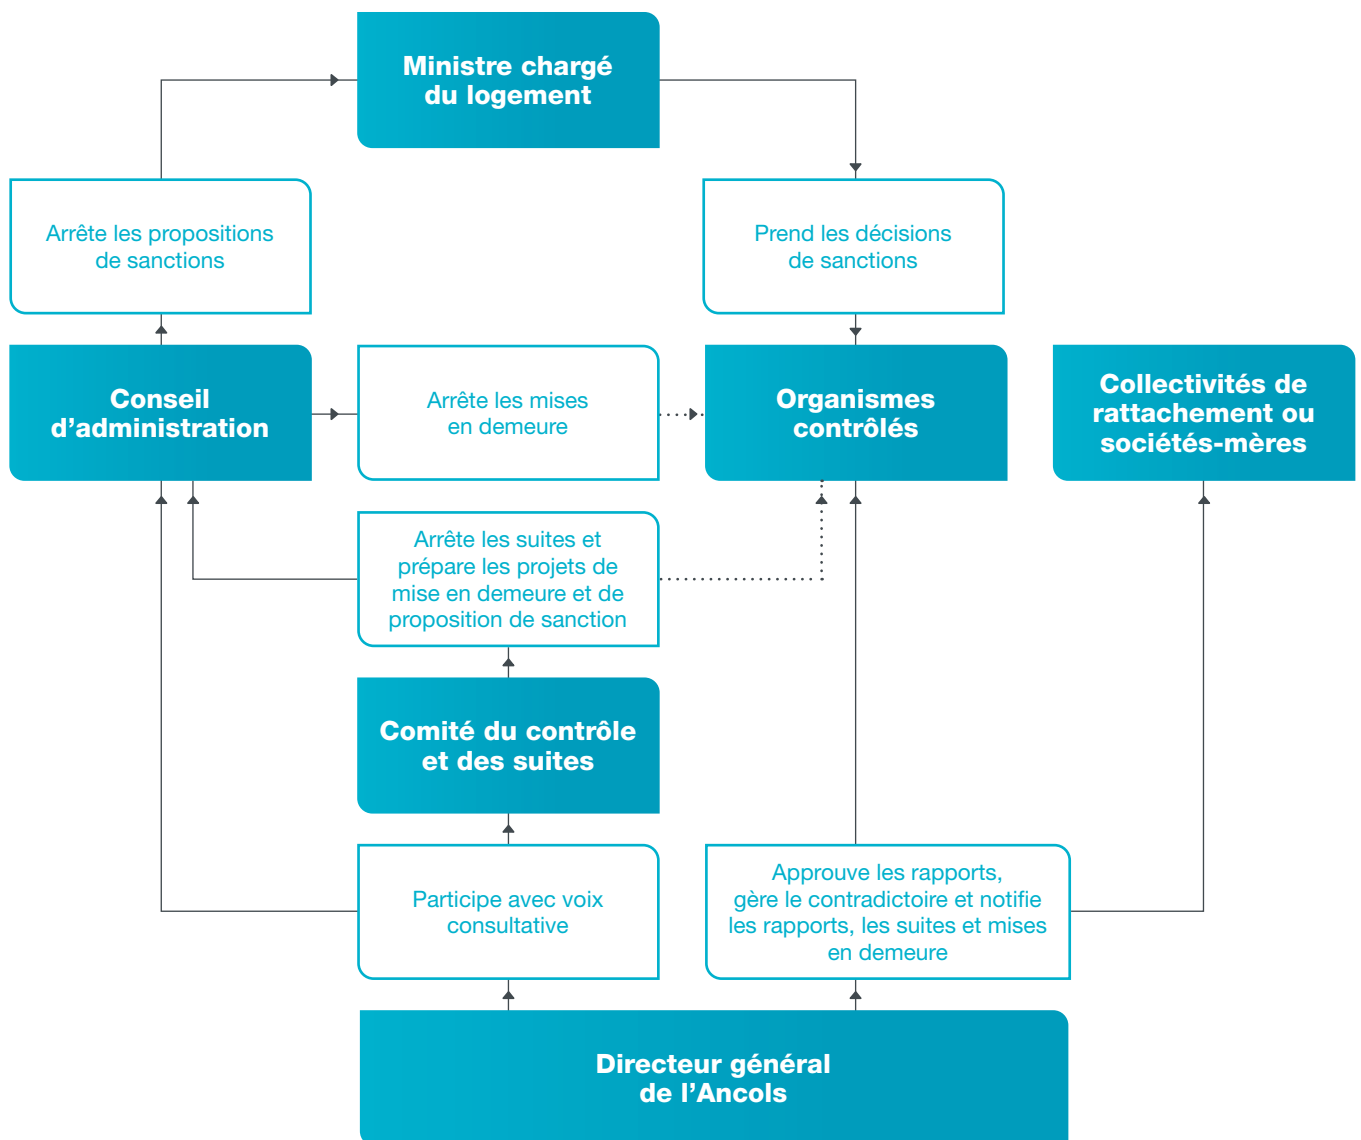 Ministre chargé
du logement
Arrête les propositions
de sanctions
Prend les décisions
de sanctions
Conseil
d’administration
Arrête les mises
en demeure
Organismes
contrôlés
Collectivités de
rattachement ou
sociétés-mères
Arrête les suites et
prépare les projets de
mise en demeure et de
proposition de sanction
Comité du contrôle
et des suites
Participe avec voix
consultative
Approuve les rapports,
gère le contradictoire et notifie
les rapports, les suites et mises
en demeure
Directeur général
de l’Ancols